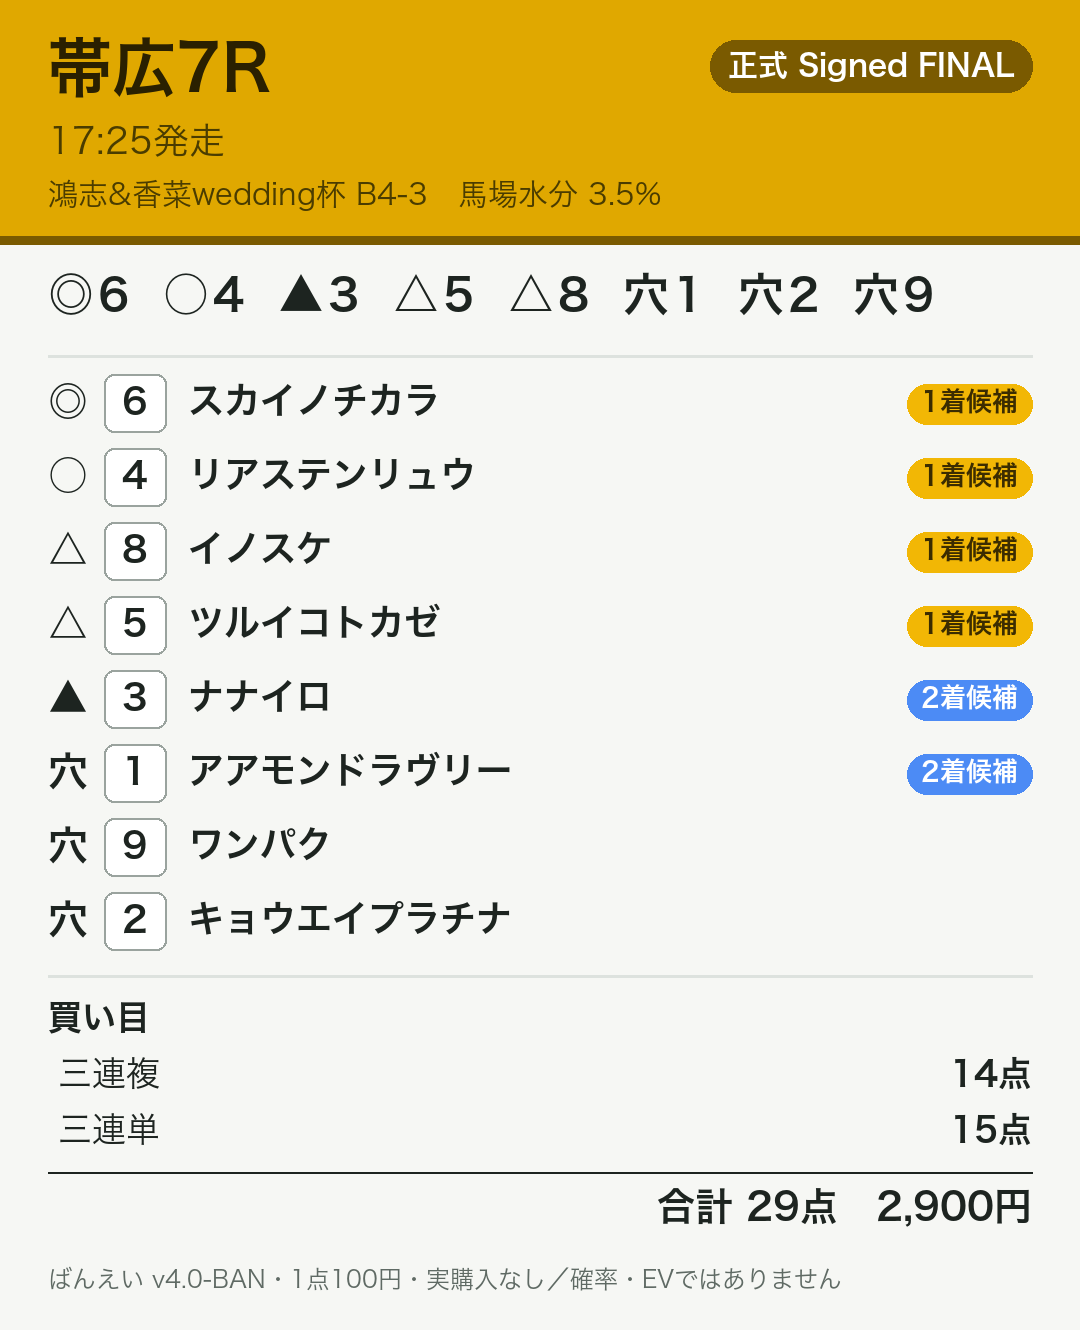 帯広7R
正式 Signed FINAL
17:25発走
鴻志&香菜wedding杯 B4-3　馬場水分 3.5%
◎6 ○4 ▲3 △5 △8 穴1 穴2 穴9
◎ 6 スカイノチカラ 1着候補
○ 4 リアステンリュウ 1着候補
△ 8 イノスケ 1着候補
△ 5 ツルイコトカゼ 1着候補
▲ 3 ナナイロ 2着候補
穴 1 アアモンドラヴリー 2着候補
穴 9 ワンパク
穴 2 キョウエイプラチナ
買い目
三連複 14点
三連単 15点
合計 29点　2,900円
ばんえい v4.0-BAN・1点100円・実購入なし／確率・EVではありません